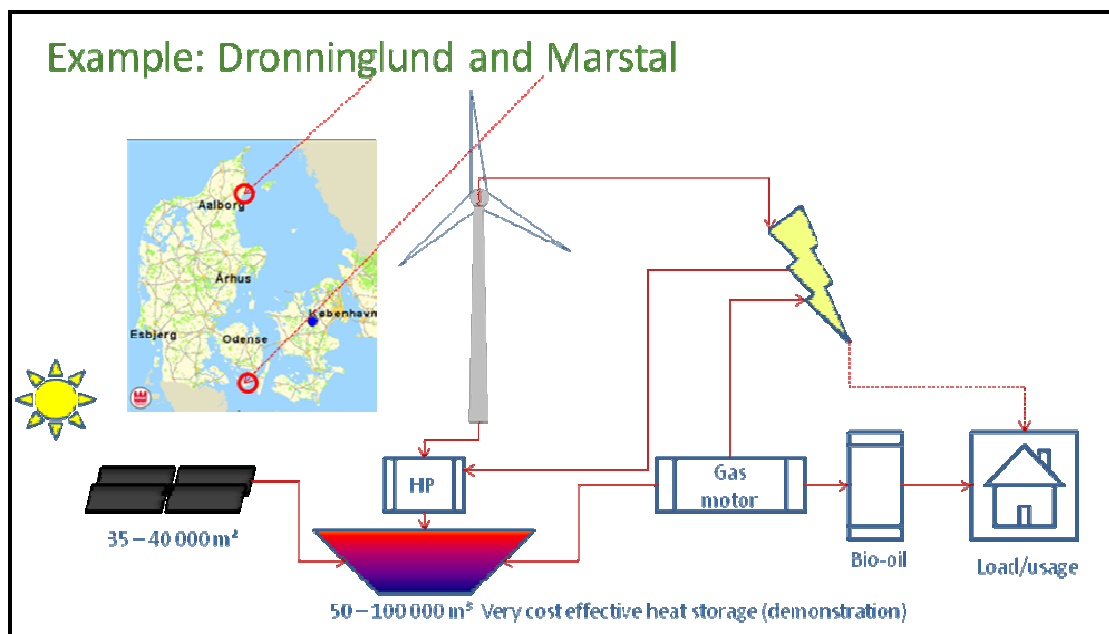 Example: Dronninglund and Marstal
Aalborg
Århus
København
Esbjerg
Odense
HP
Gas
motor
35 – 40 000 m²
Bio-oil
Load/usage
50 – 100 000 m³ Very cost effective heat storage (demonstration)